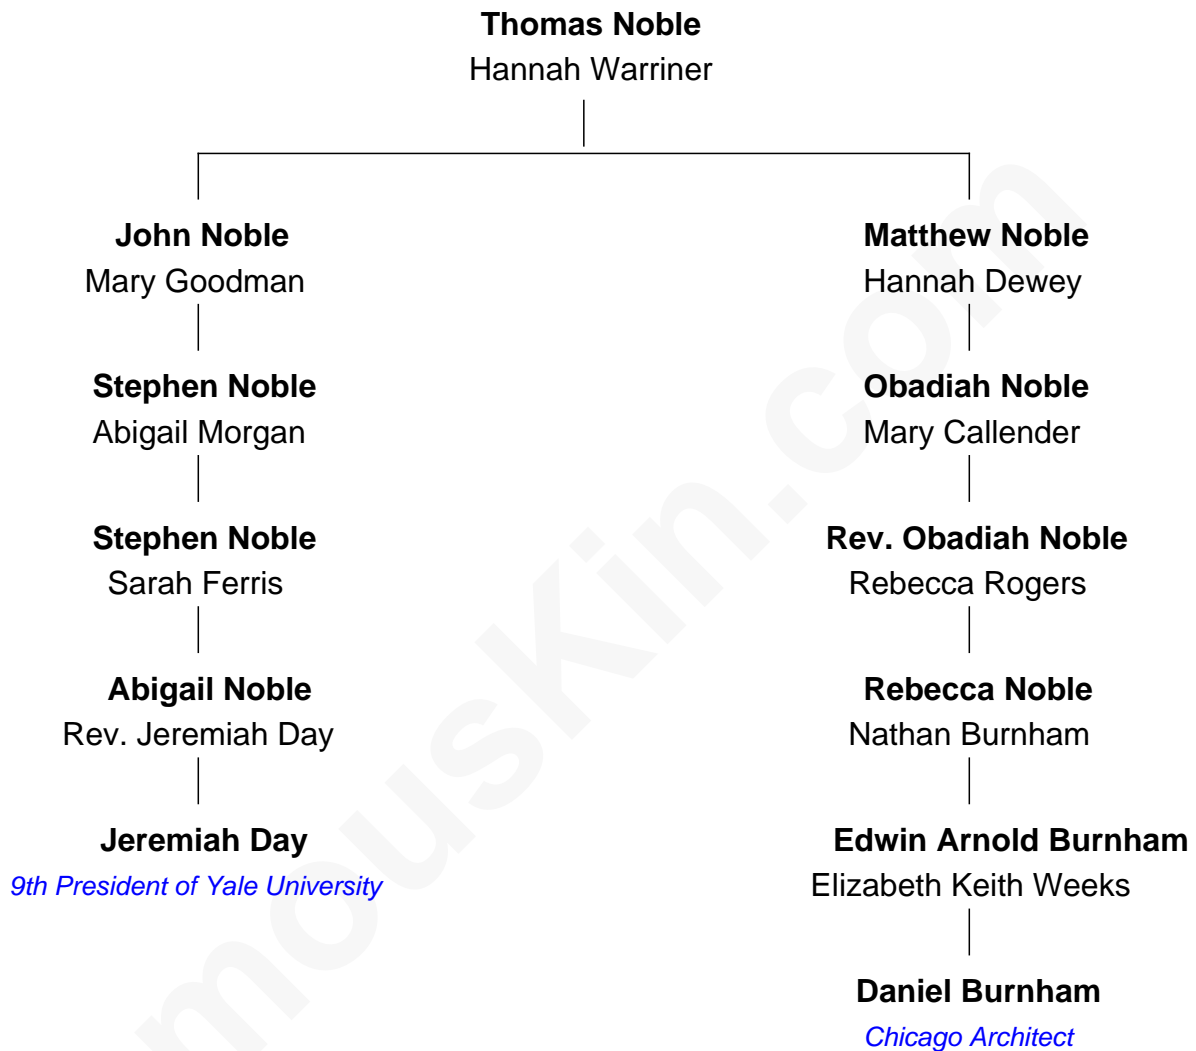 Thomas Noble
Hannah Warriner
John Noble
Mary Goodman
Matthew Noble
Hannah Dewey
Stephen Noble
Abigail Morgan
Obadiah Noble
Mary Callender
Stephen Noble
Sarah Ferris
Rev. Obadiah Noble
Rebecca Rogers
Abigail Noble
Rev. Jeremiah Day
Rebecca Noble
Nathan Burnham
Jeremiah Day
9th President of Yale University
Edwin Arnold Burnham
Elizabeth Keith Weeks
Daniel Burnham
Chicago Architect
mousKin.com